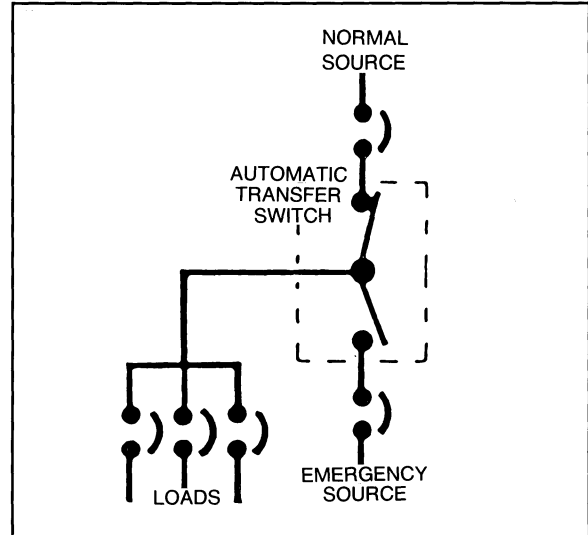 NORMAL
SOURCE
AUTOMATIC
TRANSFER
SWITCH
LOADS
EMERGENCY
SOURCE